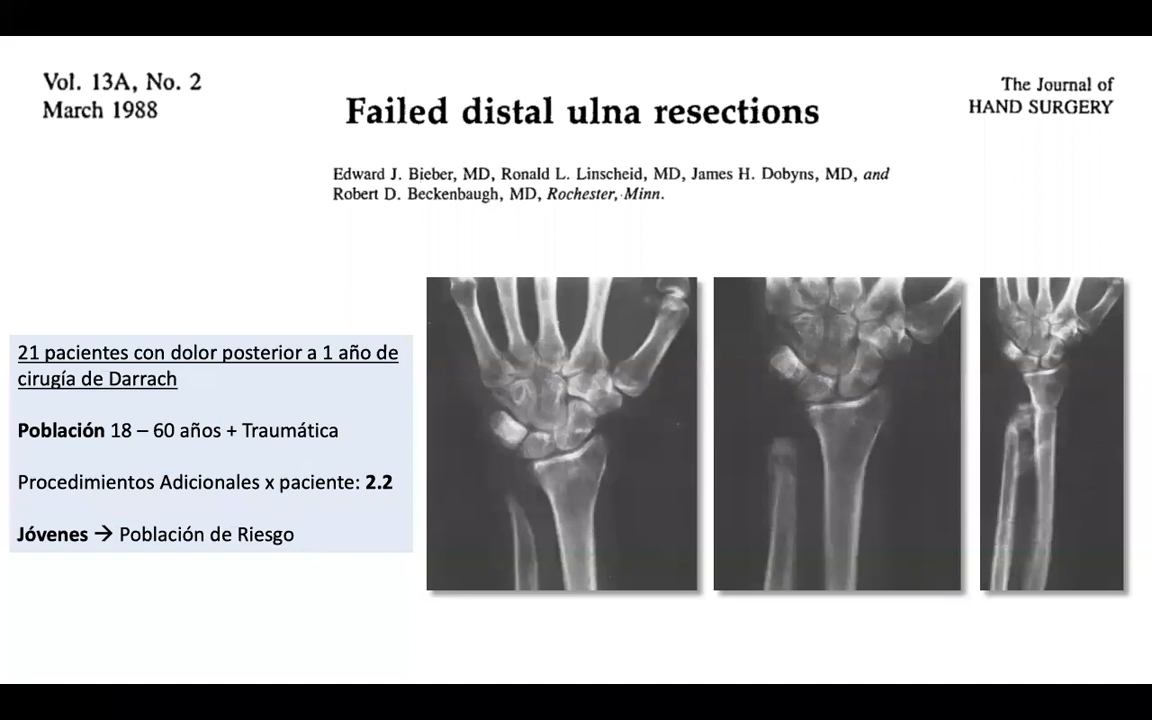 Vol. 13A, No. 2
March 1988
Failed distal ulna resections
The Journal of
HAND SURGERY
Edward J. Bieber, MD, Ronald L. Linscheid, MD, James H. Dobyns, MD, and
Robert D. Beckenbaugh, MD, Rochester, Minn.
21 pacientes con dolor posterior a 1 año de
cirugía de Darrach
Población 18 – 60 años + Traumática
Procedimientos Adicionales x paciente: 2.2
Jóvenes → Población de Riesgo